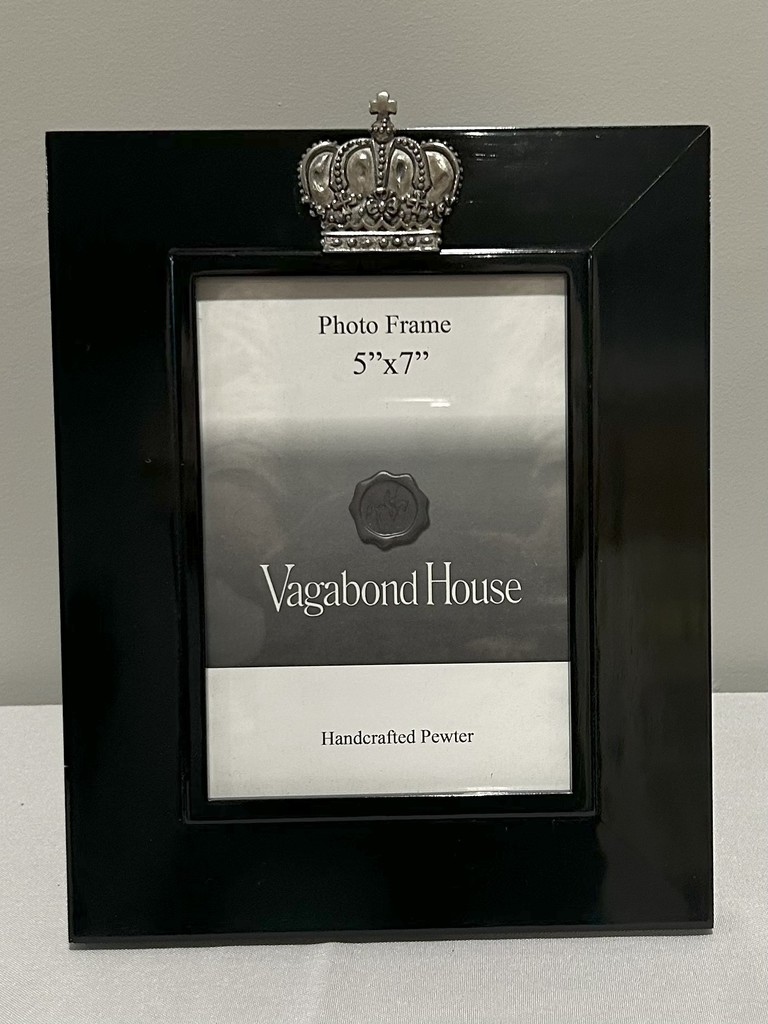 Photo Frame
5”x7”
Vagabond House
Handcrafted Pewter